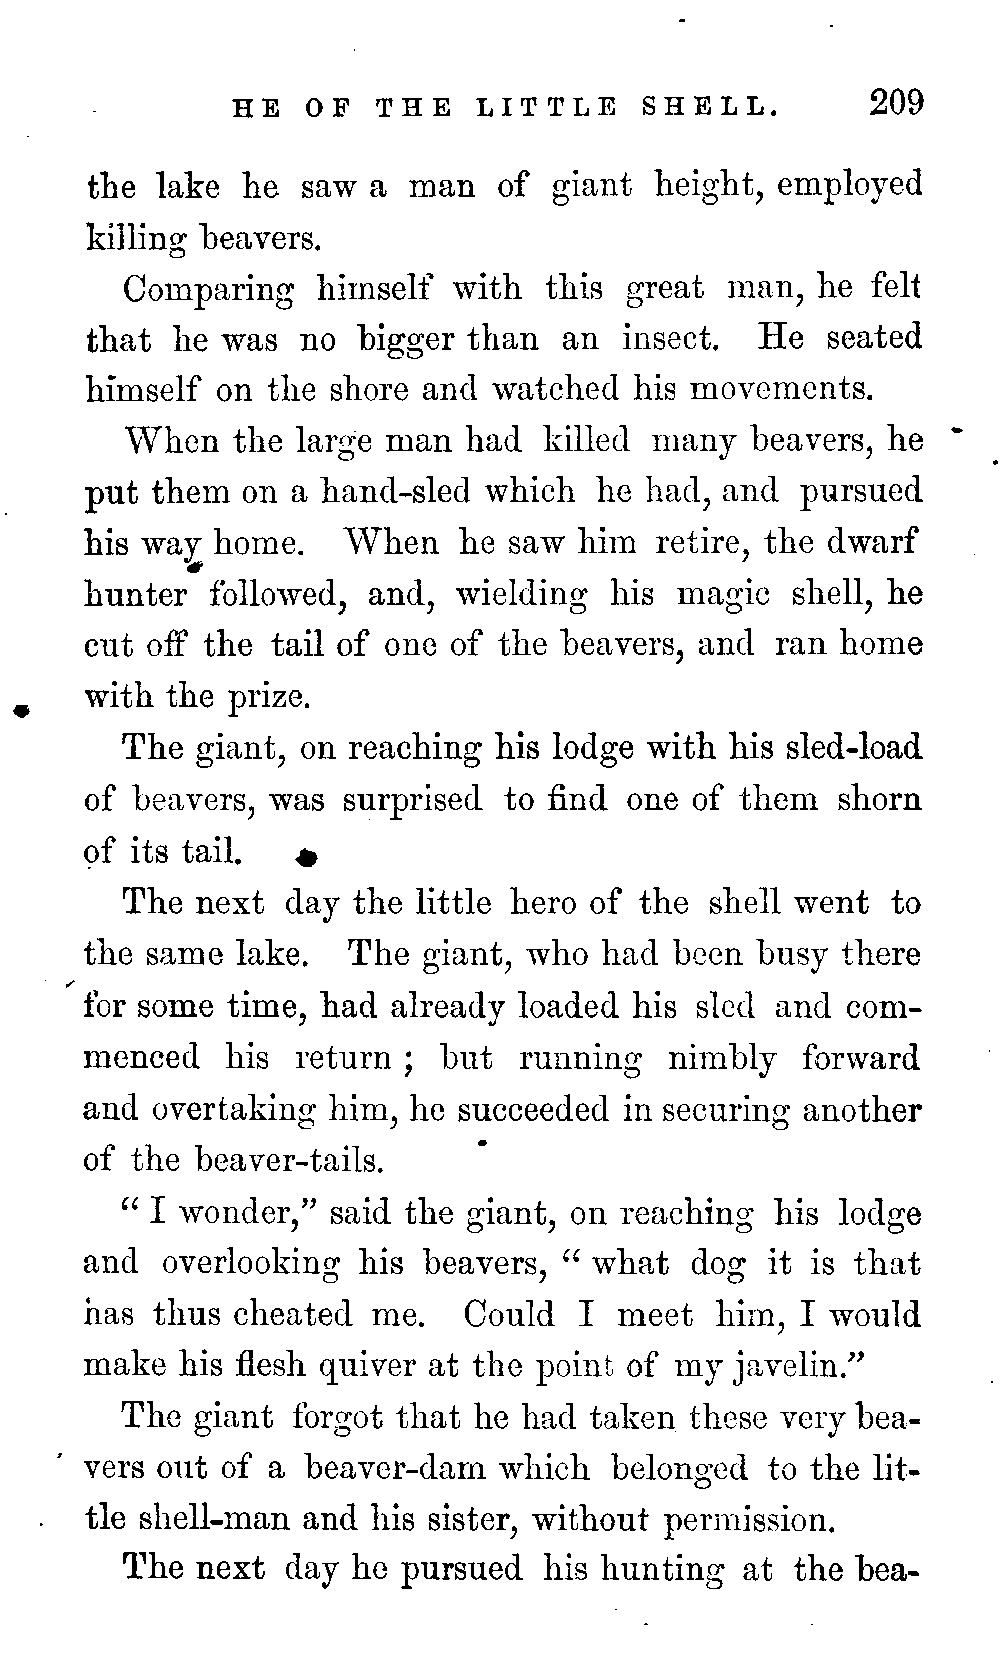 HE OF THE LITTLE SHELL. 209
the lake he saw a man of giant height, employed
killing beavers.
Comparing himself with this great man, he felt
that he was no bigger than an insect. He seated
himself on the shore and watched his movements.
When the large man had killed many beavers, he
put them on a hand-sled which he had, and pursued
his way home. When he saw him retire, the dwarf
hunter followed, and, wielding his magic shell, he
cut off the tail of one of the beavers, and ran home
with the prize.
The giant, on reaching his lodge with his sled-load
of beavers, was surprised to find one of them shorn
of its tail.
The next day the little hero of the shell went to
the same lake. The giant, who had been busy there
for some time, had already loaded his sled and com-
menced his return ; but running nimbly forward
and overtaking him, he succeeded in securing another
of the beaver-tails.
“ I wonder,” said the giant, on reaching his lodge
and overlooking his beavers, “ what dog it is that
has thus cheated me. Could I meet him, I would
make his flesh quiver at the point of my javelin.”
The giant forgot that he had taken these very bea-
vers out of a beaver-dam which belonged to the lit-
tle shell-man and his sister, without permission.
The next day he pursued his hunting at the bea-